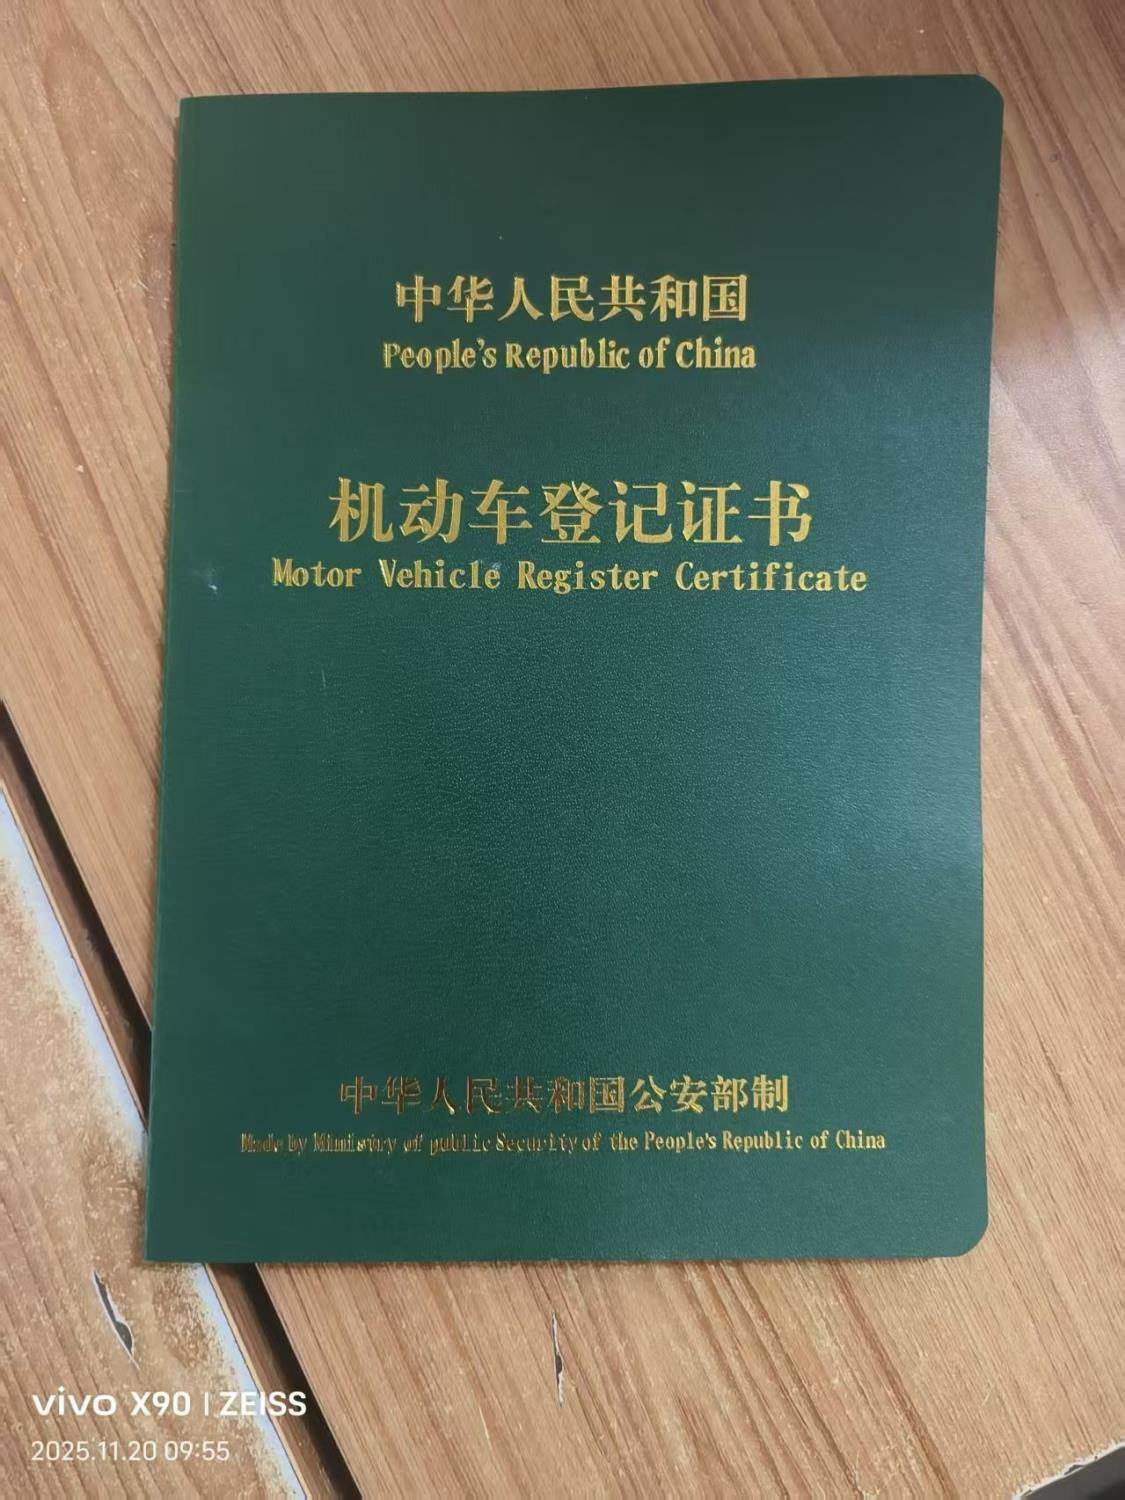 中华人民共和国
People's Republic of China
机动车登记证书
Motor Vehicle Register Certificate
中华人民共和国公安部制
Made by Ministry of public Security of the People's Republic of China
vivo X90 | ZEISS
2025.11.20 09:55